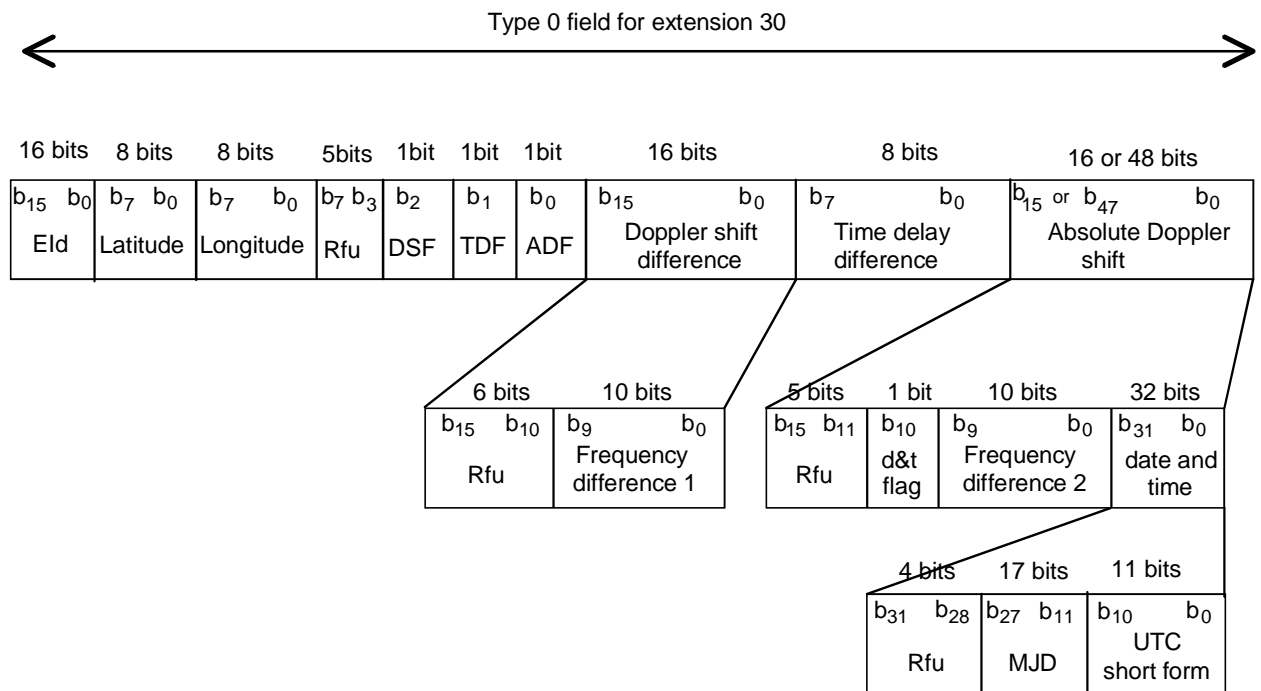 Type 0 field for extension 30
16 bits 8 bits 8 bits 5bits 1bit 1bit 1bit 16 bits 8 bits 16 or 48 bits
b15 b0 b7 b0 b7 b0 b7 b3 b2 b1 b0 b15 b0 b7 b0 b15 or b47 b0
EId Latitude Longitude Rfu DSF TDF ADF Doppler shift Time delay Absolute Doppler
difference difference shift
6 bits 10 bits 5 bits 1 bit 10 bits 32 bits
b15 b10 b9 b0 b15 b11 b10 b9 b0 b31 b0
Rfu Frequency Rfu d&t Frequency date and
difference 1 flag difference 2 time
4 bits 17 bits 11 bits
b31 b28 b27 b11 b10 b0
Rfu MJD UTC
short form